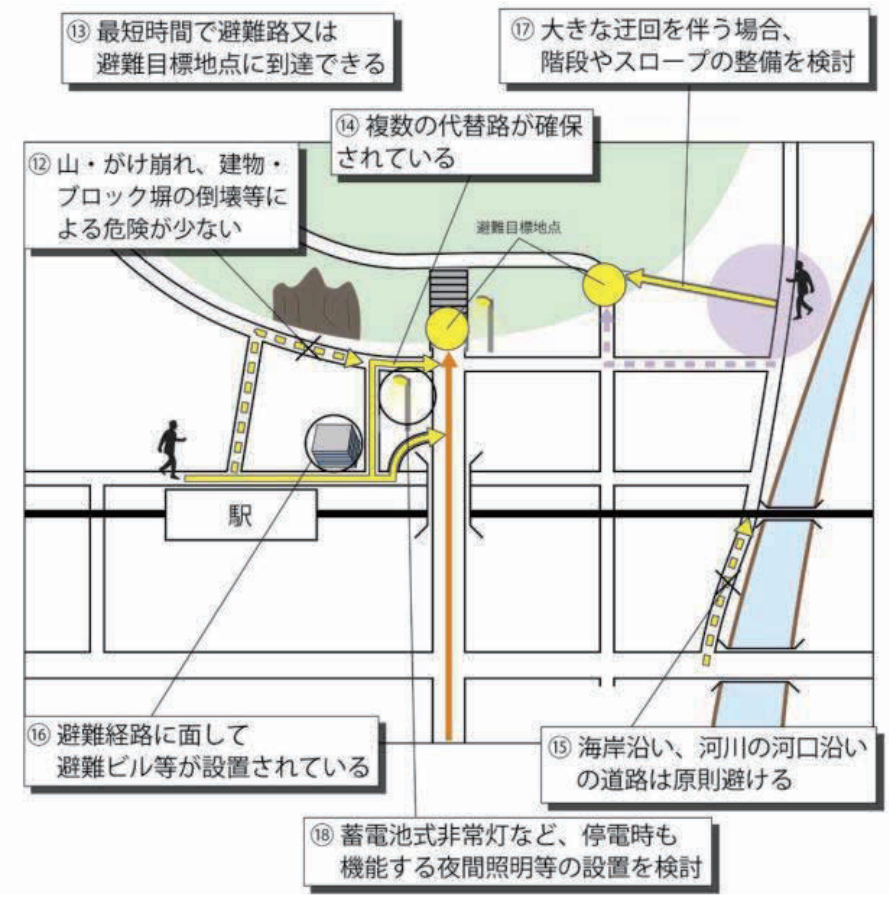 ⑬ 最短時間で避難路又は
避難目標地点に到達できる
⑰ 大きな迂回を伴う場合、
階段やスロープの整備を検討
⑭ 複数の代替路が確保
されている
⑫ 山・がけ崩れ、建物・
ブロック塀の倒壊等に
よる危険が少ない
避難目標地点
駅
⑯ 避難経路に面して
避難ビル等が設置されている
⑮ 海岸沿い、河川の河口沿い
の道路は原則避ける
⑱ 蓄電池式非常灯など、停電時も
機能する夜間照明等の設置を検討